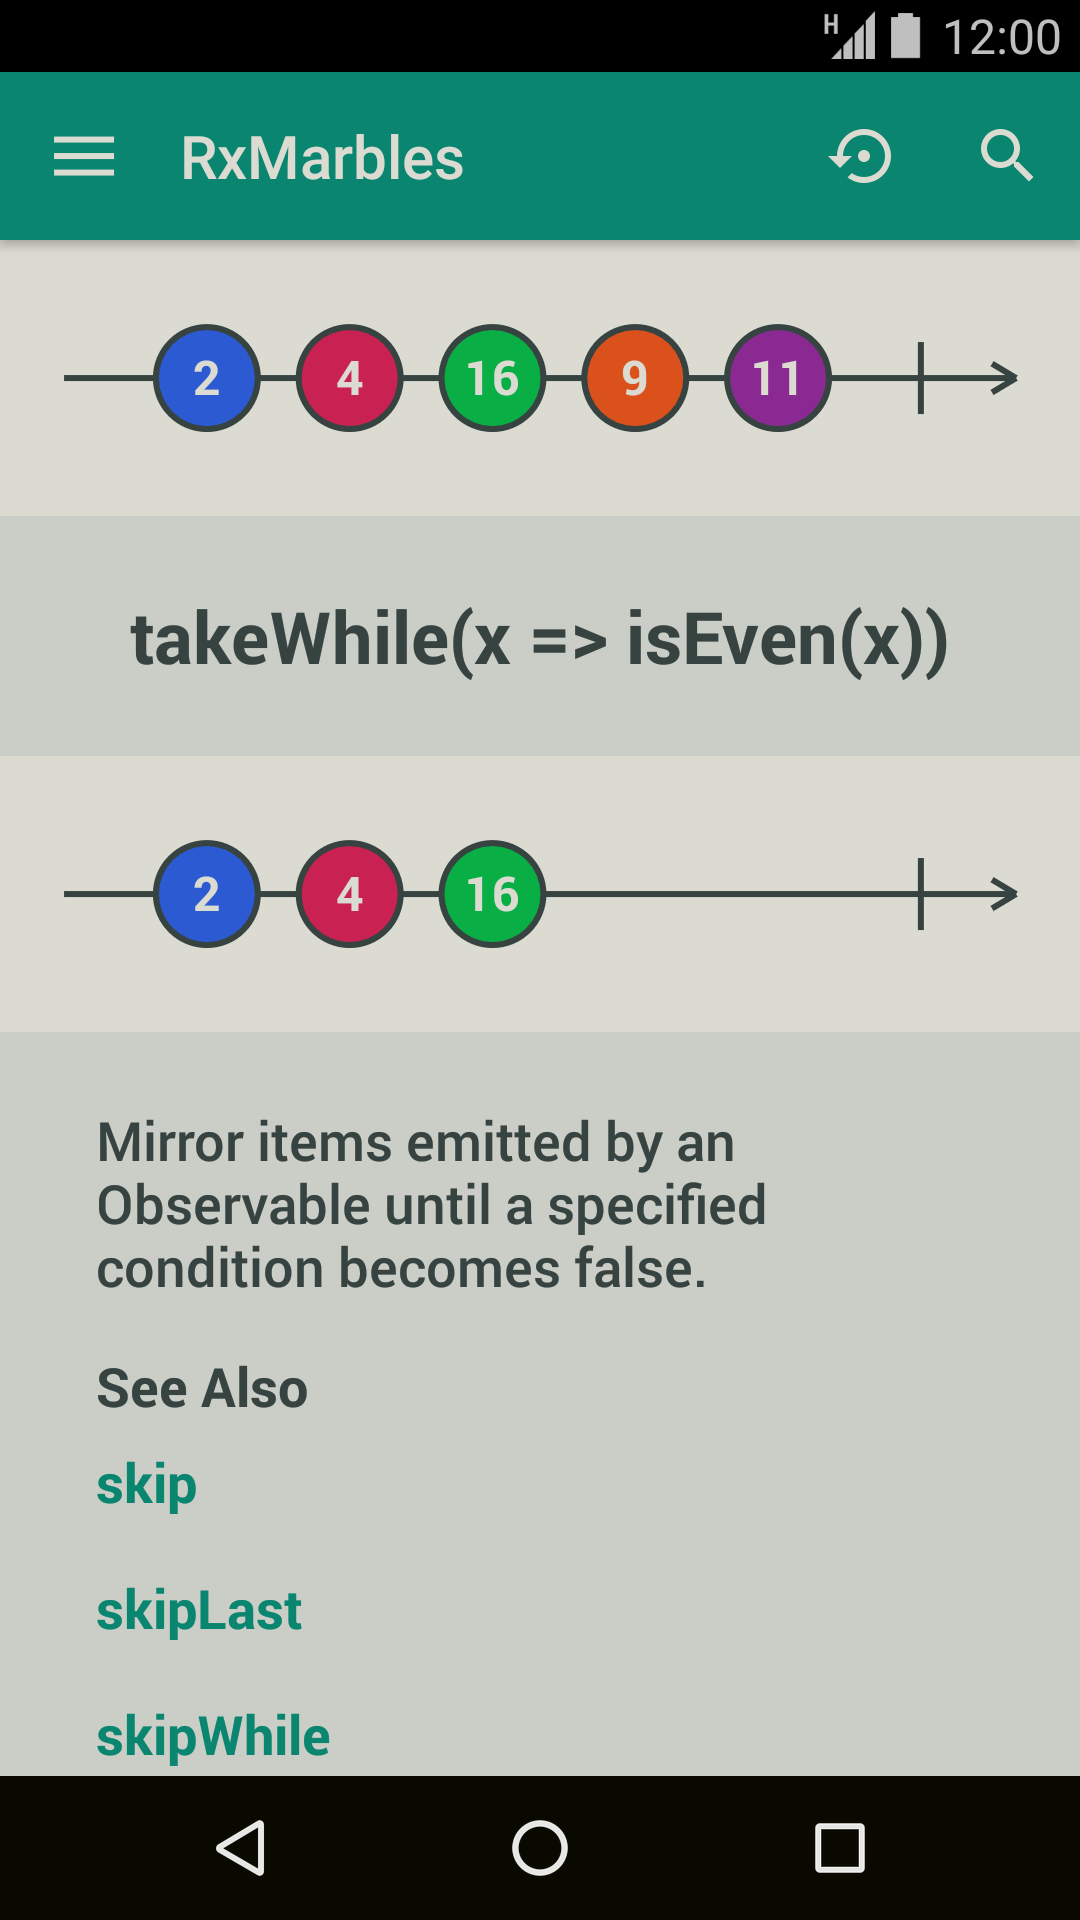 H 12:00
RxMarbles
2 4 16 9 11
takeWhile(x => isEven(x))
2 4 16
Mirror items emitted by an
Observable until a specified
condition becomes false.
See Also
skip
skipLast
skipWhile